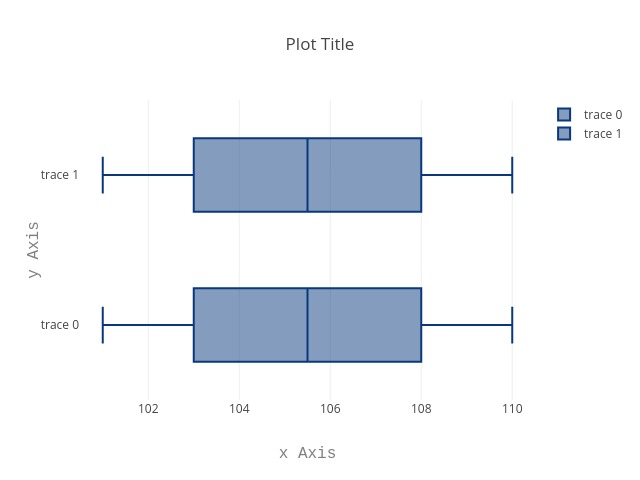 Plot Title
trace 0
trace 1
trace 1
trace 0
y Axis
102 104 106 108 110
x Axis